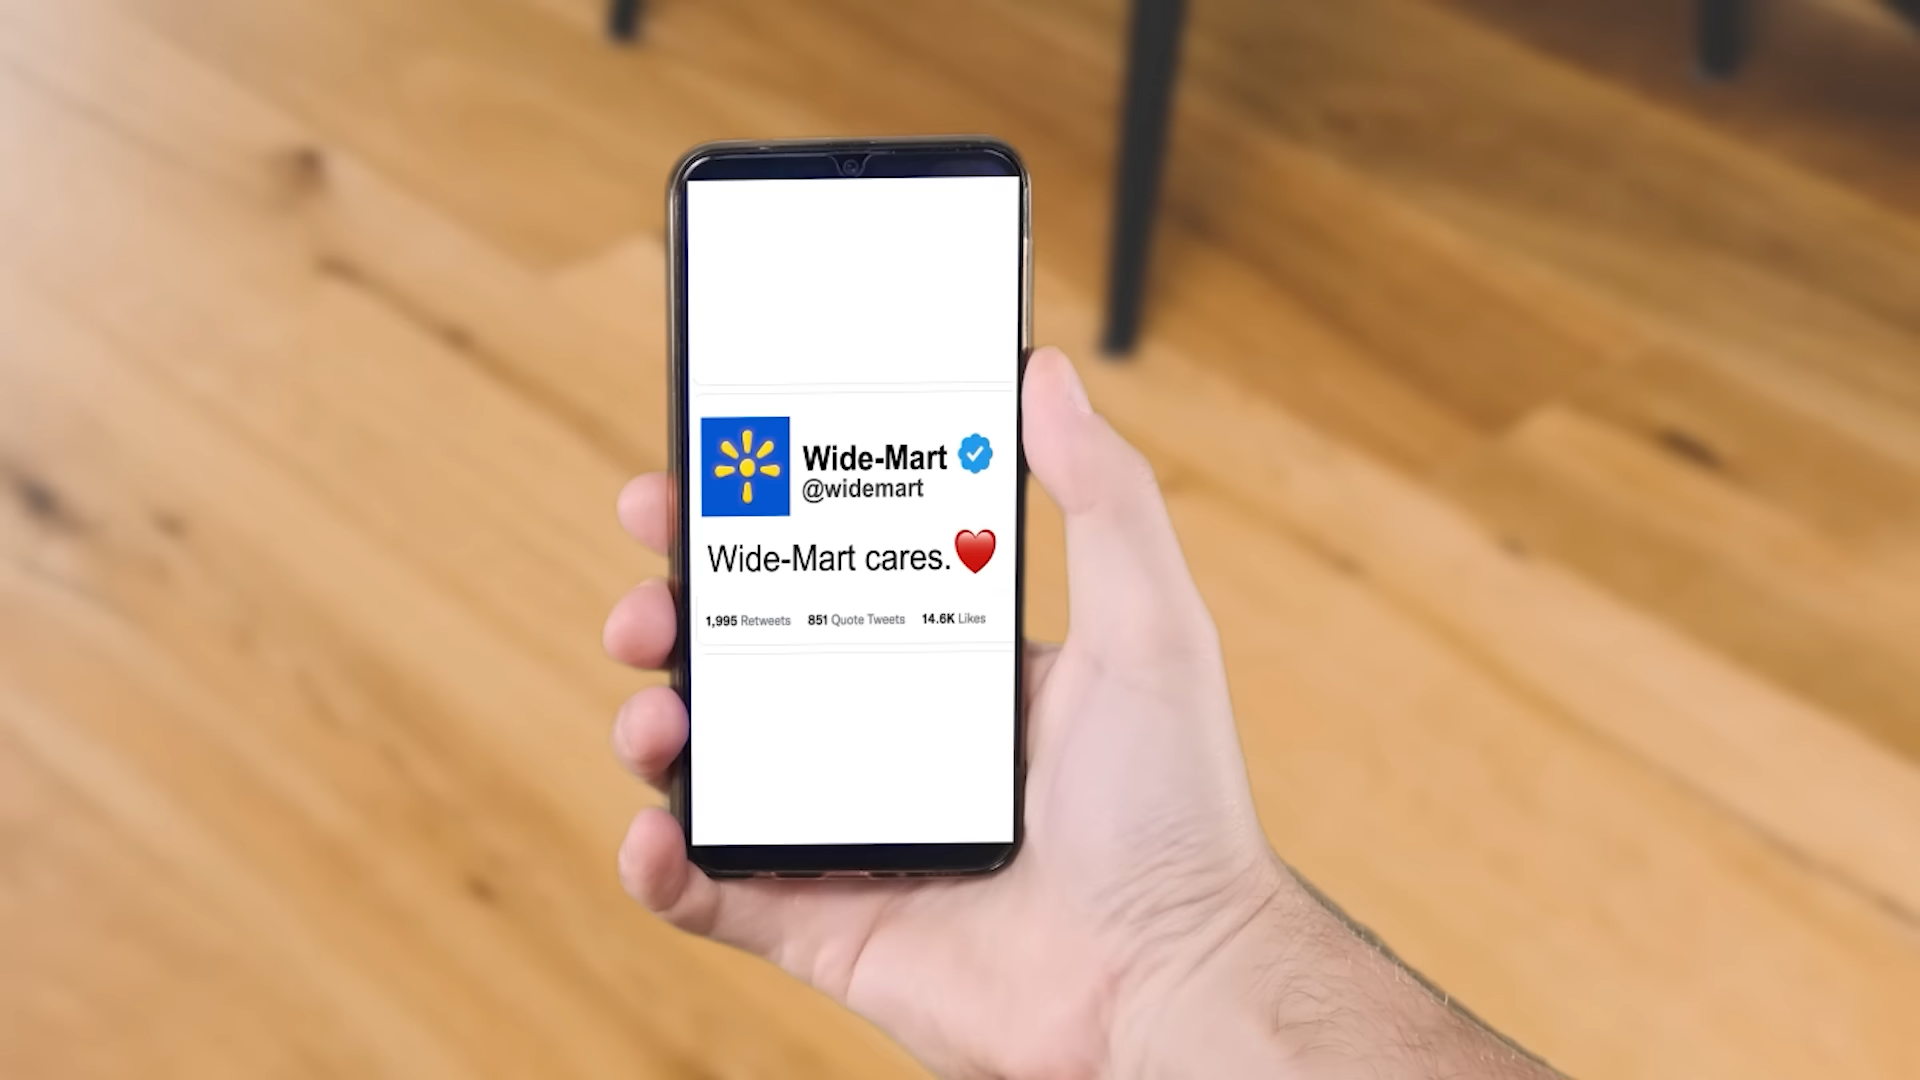 Wide-Mart
@widemart
Wide-Mart cares.❤️
1,995 Retweets 851 Quote Tweets 14.6K Likes